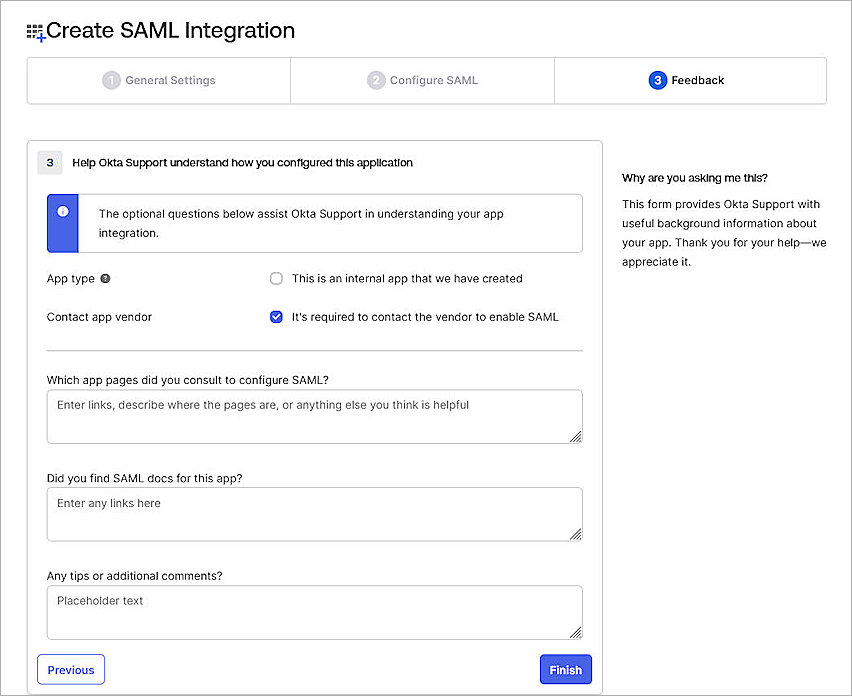 Create SAML Integration
1 General Settings
2 Configure SAML
3 Feedback
3 Help Okta Support understand how you configured this application
The optional questions below assist Okta Support in understanding your app
integration.
App type ?
This is an internal app that we have created
Contact app vendor
It's required to contact the vendor to enable SAML
Which app pages did you consult to configure SAML?
Enter links, describe where the pages are, or anything else you think is helpful
Did you find SAML docs for this app?
Enter any links here
Any tips or additional comments?
Placeholder text
Previous
Finish
Why are you asking me this?
This form provides Okta Support with
useful background information about
your app. Thank you for your help—we
appreciate it.